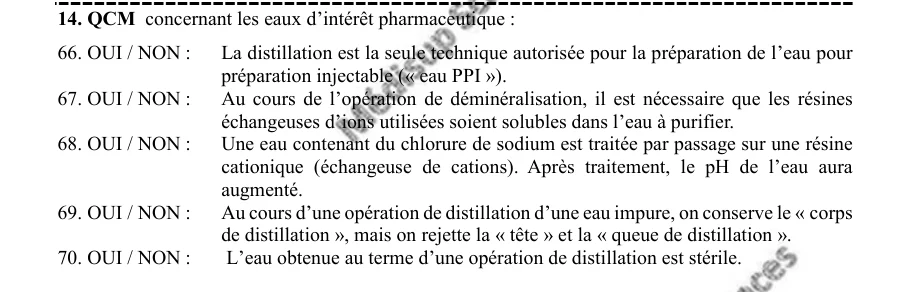 14. QCM concernant les eaux d'intérêt pharmaceutique :
66. OUI / NON : La distillation est la seule technique autorisée pour la préparation de l'eau pour
préparation injectable (« eau PPI »).
67. OUI / NON : Au cours de l'opération de déminéralisation, il est nécessaire que les résines
échangeuses d'ions utilisées soient solubles dans l'eau à purifier.
68. OUI / NON : Une eau contenant du chlorure de sodium est traitée par passage sur une résine
cationique (échangeuse de cations). Après traitement, le pH de l'eau aura
augmenté.
69. OUI / NON : Au cours d'une opération de distillation d'une eau impure, on conserve le « corps
de distillation », mais on rejette la « tête » et la « queue de distillation ».
70. OUI / NON : L'eau obtenue au terme d'une opération de distillation est stérile.
Médisup